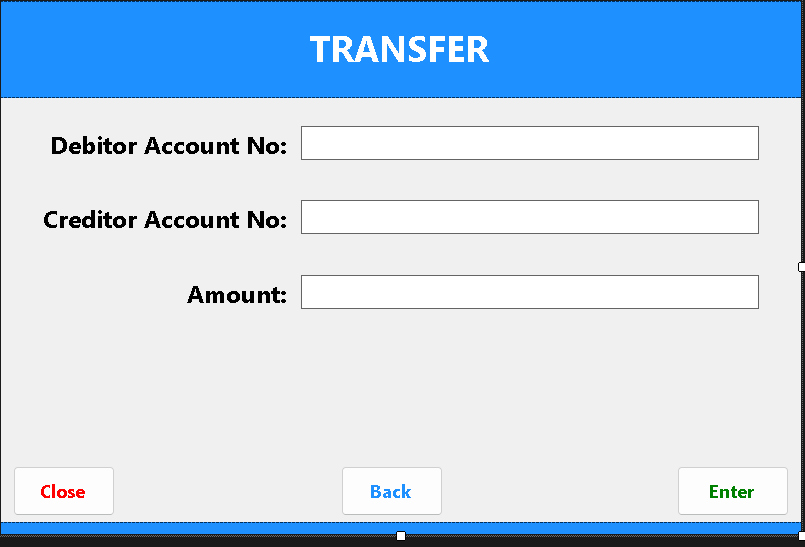 TRANSFER
Debitor Account No:
Creditor Account No:
Amount:
Close Back Enter